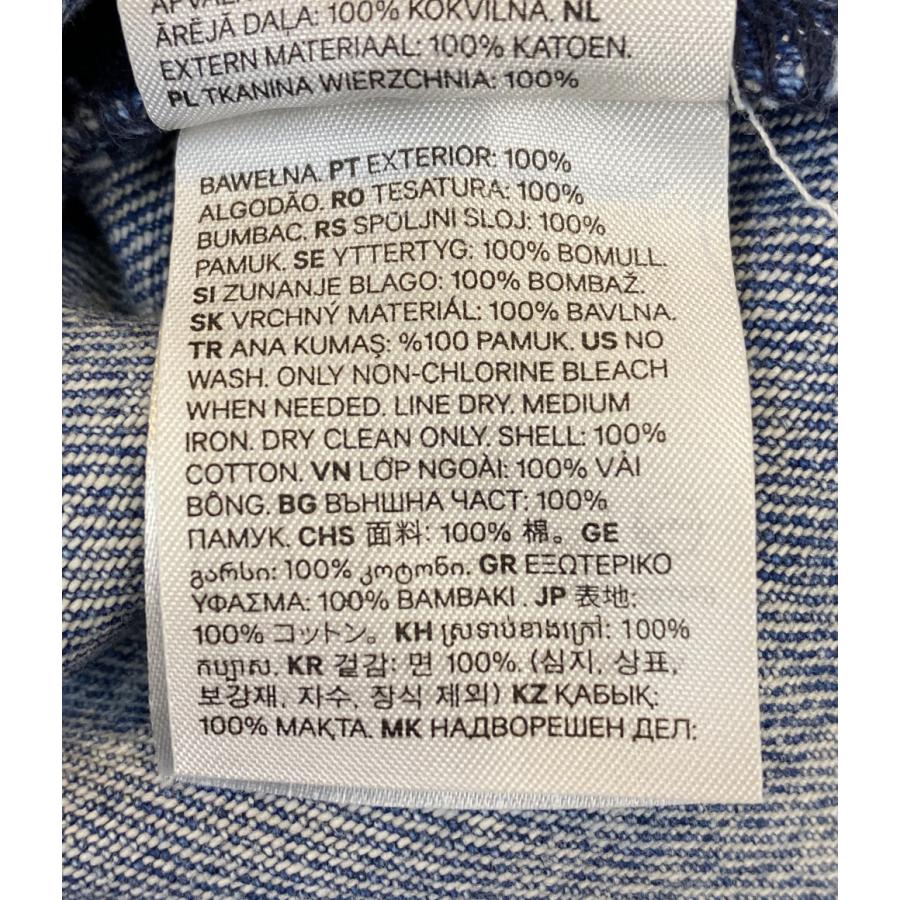 ĀRĒJĀ DAĻA: 100% KOKVILNA. NL
EXTERN MATERIAAL: 100% KATOEN.
PL TKANINA WIERZCHNIA: 100%
BAWEŁNA. PT EXTERIOR: 100%
ALGODÃO. RO TESATURA: 100%
BUMBAC. RS SPOLJNI SLOJ: 100%
PAMUK. SE YTTERTYG: 100% BOMULL.
SI ZUNANJE BLAGO: 100% BOMBAŽ.
SK VRCHNÝ MATERIÁL: 100% BAVLNA.
TR ANA KUMAŞ: %100 PAMUK. US NO
WASH. ONLY NON-CHLORINE BLEACH
WHEN NEEDED. LINE DRY. MEDIUM
IRON. DRY CLEAN ONLY. SHELL: 100%
COTTON. VN LỚP NGOÀI: 100% VẢI
BÔNG. BG ВЪНШНА ЧАСТ: 100%
ПАМУК. CHS 面料: 100% 棉。 GE
გარსი: 100% კოტონი. GR ΕΞΩΤΕΡΙΚΟ
ΥΦΑΣΜΑ: 100% ΒΑΜΒΑΚΙ . JP 表地:
100% コットン。 KH ស្រទាប់ខាងក្រៅ: 100%
កប្បាស. KR 겉감: 면 100%. (심지, 상표,
보강재, 자수, 장식 제외) KZ ҚАБЫҚ:
100% МАҚТА. MK НАДВОРЕШЕН ДЕЛ: